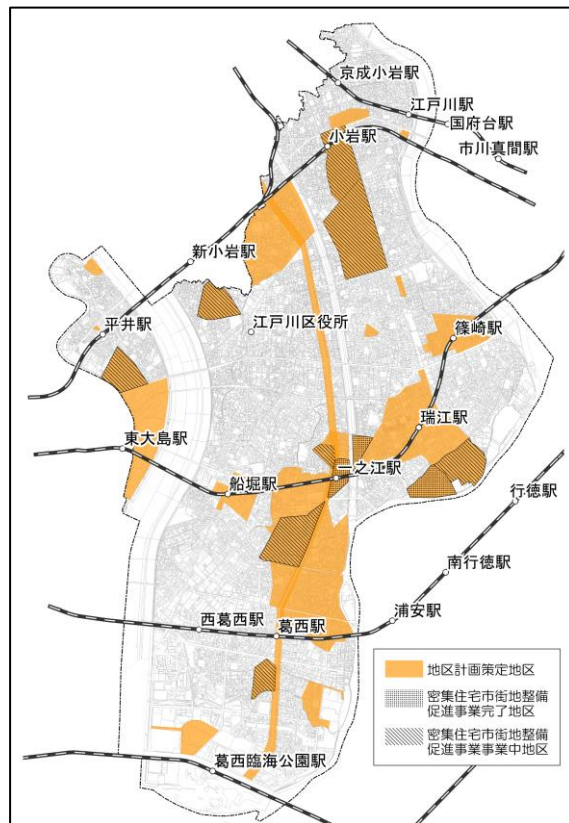 京成小岩駅
江戸川駅
国府台駅
小岩駅
市川真間駅
新小岩駅
江戸川区役所
平井駅
篠崎駅
瑞江駅
東大島駅
一之江駅
船堀駅
行徳駅
南行徳駅
浦安駅
西葛西駅
葛西駅
地区計画策定地区
密集住宅市街地整備
促進事業完了地区
密集住宅市街地整備
促進事業事業中地区
葛西臨海公園駅